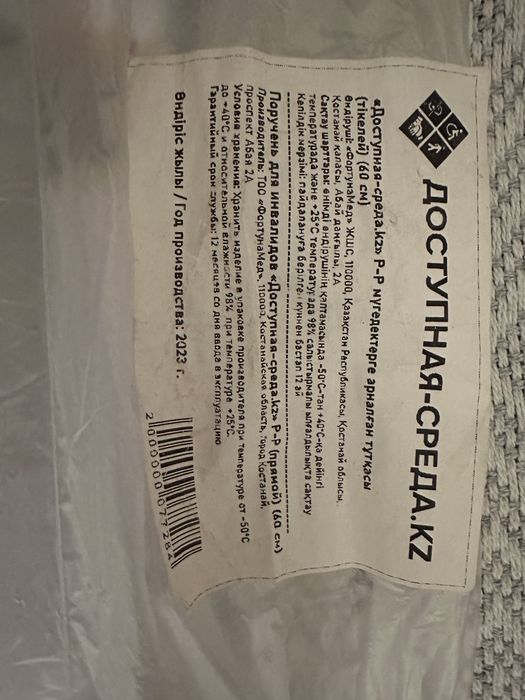 ДОСТУПНАЯ-СРЕДА.KZ
«Доступная-среда.kz» Р-Р мүгедектерге арналған тұтқасы
(тікелей) (60 см)
Өндіруші: «ФортунаМед» ЖШС, 110000, Қазақстан Республикасы, Қостанай облысы,
Қостанай қаласы, Абай даңғылы, 2А
Сақтау шарттары: өнімді өндірушінің қаптамасында -50°С-тан +40°С-қа дейінгі
температурада және +25°С температурада 98% салыстырмалы ылғалдылықта сақтау
Кепілдік мерзімі: пайдалануға берілген күннен бастап 12 ай
Поручень для инвалидов «Доступная-среда.kz» Р-Р (прямой) (60 см)
Производитель: ТОО «ФортунаМед», 110000, Костанайская область, город Костанай,
проспект Абая 2А
Условия хранения: Хранить изделие в упаковке производителя при температуре от -50°С
до +40°С и относительной влажности 98% при температуре +25°С.
Гарантийный срок службы: 12 месяцев со дня ввода в эксплуатацию
Өндіріс жылы / Год производства: 2023 г.
2000000077284